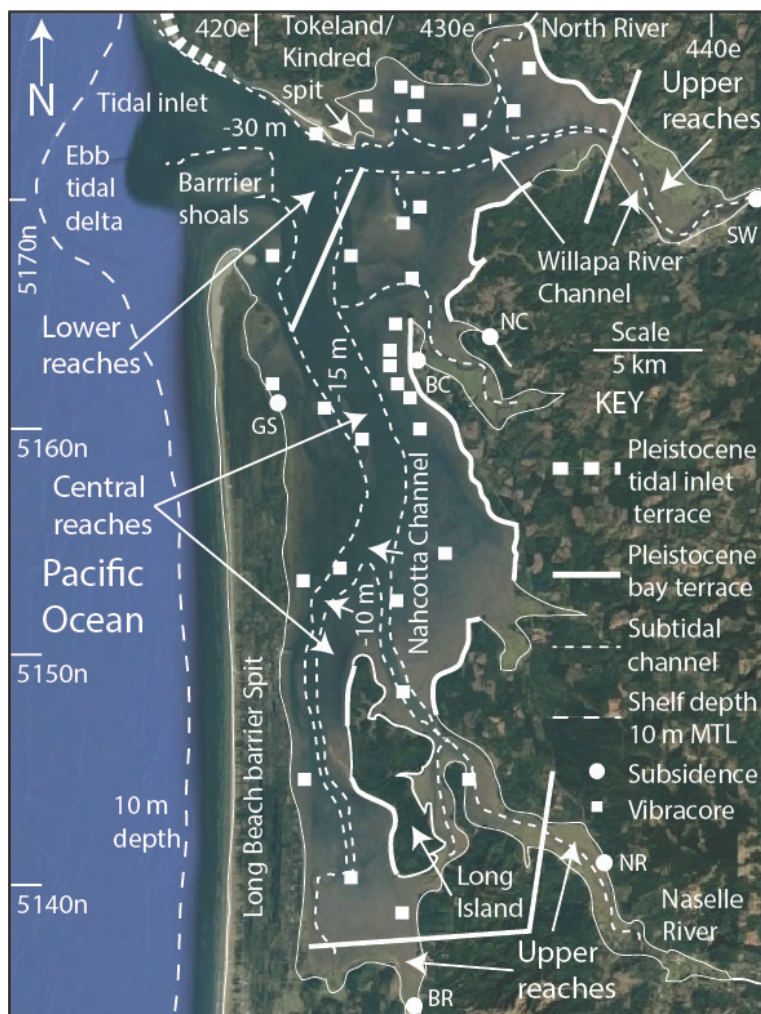 420e
430e
440e
Tokeland/
Kindred
spit
North River
N
Tidal inlet
Upper
reaches
-30 m
Ebb
tidal
delta
Barrrier
shoals
SW
5170n
Willapa River
Channel
Lower
reaches
NC
Scale
5 km
-15 m
BC
KEY
GS
5160n
Pleistocene
tidal inlet
terrace
Central
reaches
Nahcotta Channel
Pleistocene
bay terrace
Pacific
Ocean
-10 m
Subtidal
channel
5150n
Shelf depth
10 m MTL
Long Beach barrier Spit
Subsidence
10 m
depth
Vibracore
NR
5140n
Long
Island
Naselle
River
Upper
reaches
BR